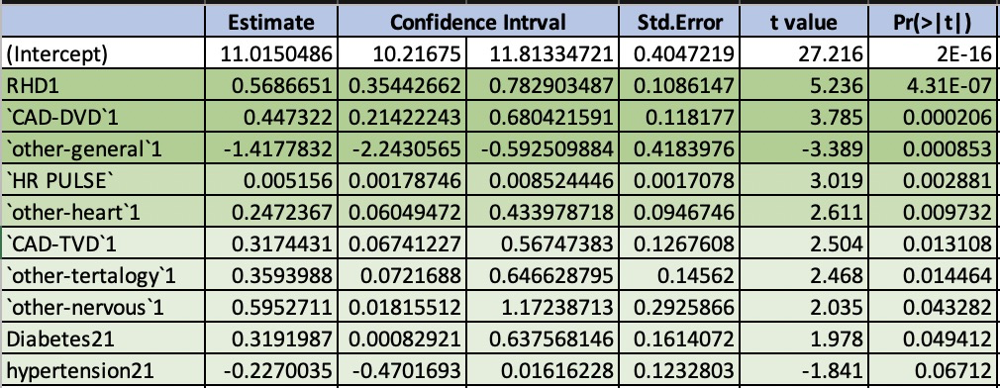 Estimate Confidence Intrval Std.Error t value Pr(>|t|)
(Intercept) 11.0150486 10.21675 11.81334721 0.4047219 27.216 2E-16
RHD1 0.5686651 0.35442662 0.782903487 0.1086147 5.236 4.31E-07
`CAD-DVD`1 0.447322 0.21422243 0.680421591 0.118177 3.785 0.000206
`other-general`1 -1.4177832 -2.2430565 -0.592509884 0.4183976 -3.389 0.000853
`HR PULSE` 0.005156 0.00178746 0.008524446 0.0017078 3.019 0.002881
`other-heart`1 0.2472367 0.06049472 0.433978718 0.0946746 2.611 0.009732
`CAD-TVD`1 0.3174431 0.06741227 0.56747383 0.1267608 2.504 0.013108
`other-tertalogy`1 0.3593988 0.0721688 0.646628795 0.14562 2.468 0.014464
`other-nervous`1 0.5952711 0.01815512 1.17238713 0.2925866 2.035 0.043282
Diabetes21 0.3191987 0.00082921 0.637568146 0.1614072 1.978 0.049412
hypertension21 -0.2270035 -0.4701693 0.01616228 0.1232803 -1.841 0.06712